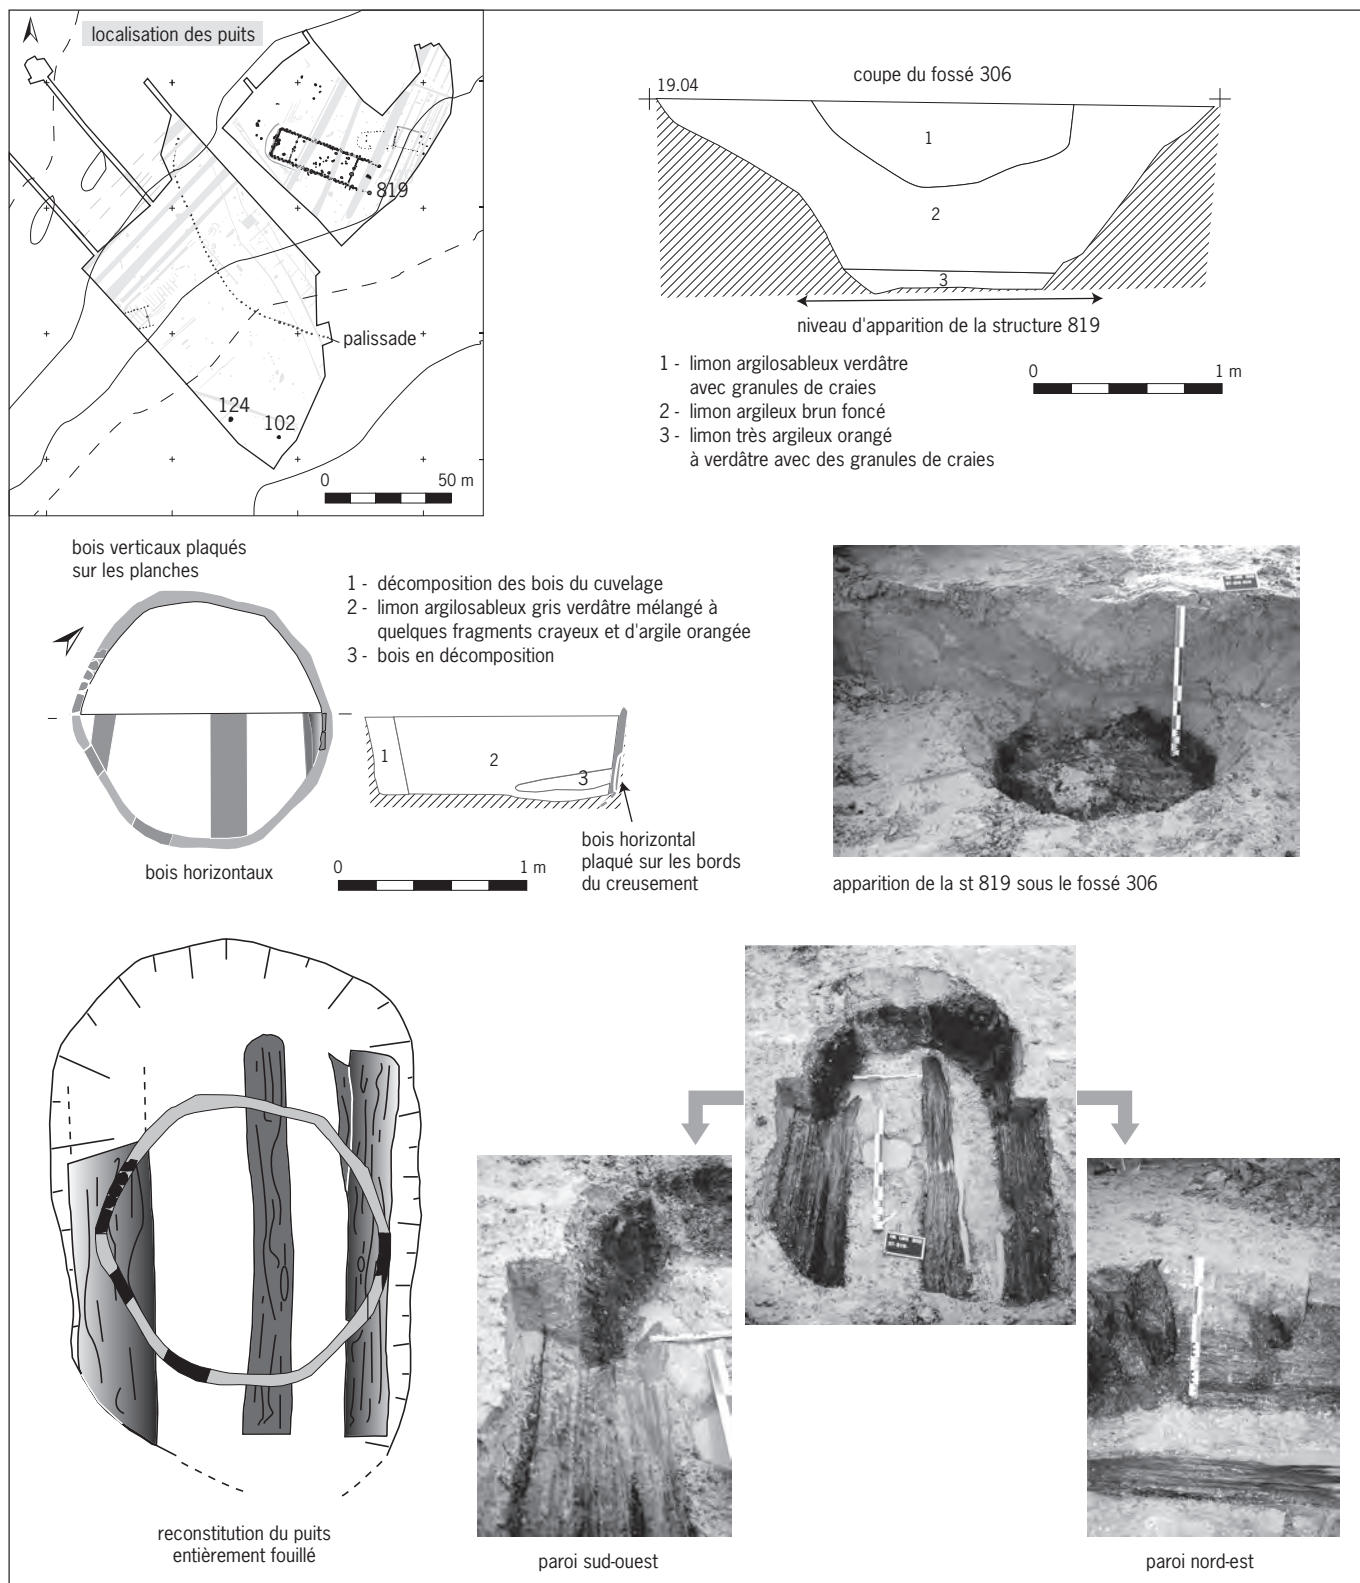 localisation des puits
819
palissade
124
102
0 50 m
coupe du fossé 306
19.04
1
2
3
niveau d'apparition de la structure 819
1 - limon argilosableux verdâtre
avec granules de craies
2 - limon argileux brun foncé
3 - limon très argileux orangé
à verdâtre avec des granules de craies
0 1 m
bois verticaux plaqués
sur les planches
bois horizontaux
1 - décomposition des bois du cuvelage
2 - limon argilosableux gris verdâtre mélangé à
quelques fragments crayeux et d'argile orangée
3 - bois en décomposition
1
2
3
bois horizontal
plaqué sur les bords
du creusement
0 1 m
apparition de la st 819 sous le fossé 306
reconstitution du puits
entièrement fouillé
paroi sud-ouest
paroi nord-est